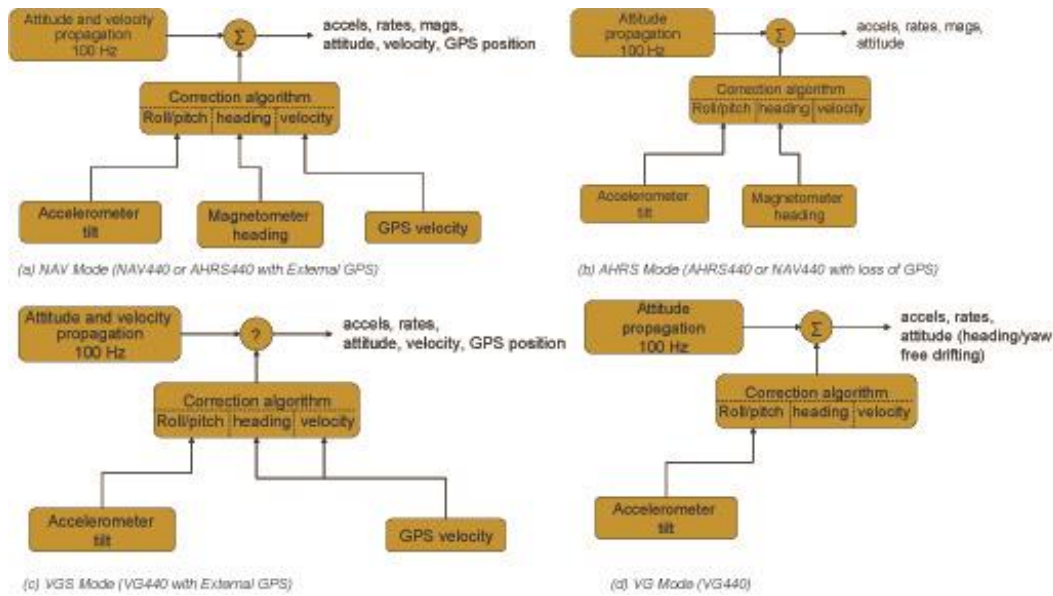 Attitude and velocity
propagation
100 Hz
Σ
accels, rates, mags,
attitude, velocity, GPS position
Correction algorithm
Roll/pitch heading velocity
Accelerometer
tilt
Magnetometer
heading
GPS velocity
(a) NAV Mode (NAV440 or AHRS440 with External GPS)
Attitude
propagation
100 Hz
Σ
accels, rates, mags,
attitude
Correction algorithm
Roll/pitch heading velocity
Accelerometer
tilt
Magnetometer
heading
(b) AHRS Mode (AHRS440 or NAV440 with loss of GPS)
Attitude and velocity
propagation
100 Hz
?
accels, rates,
attitude, velocity, GPS position
Correction algorithm
Roll/pitch heading velocity
Accelerometer
tilt
GPS velocity
(c) VGS Mode (VG440 with External GPS)
Attitude
propagation
100 Hz
Σ
accels, rates,
attitude (heading/yaw
free drifting)
Correction algorithm
Roll/pitch heading velocity
Accelerometer
tilt
(d) VG Mode (VG440)